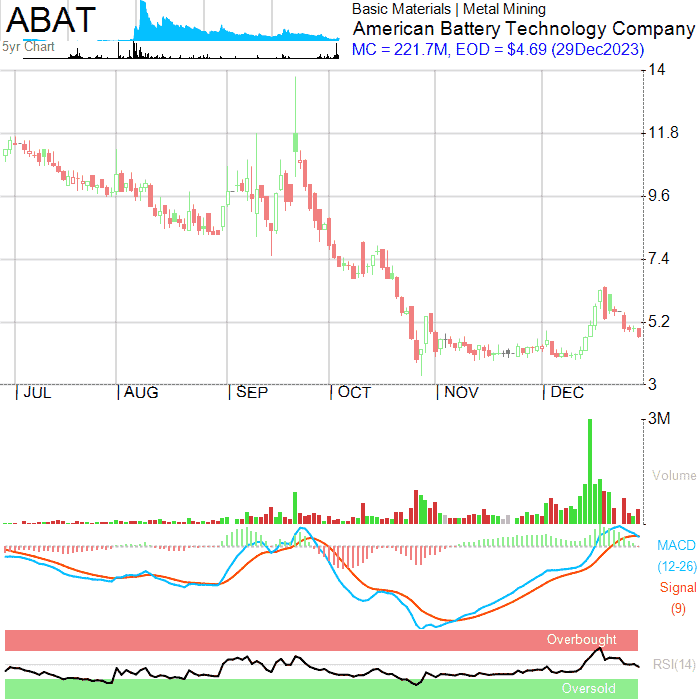 ABAT
5yr Chart
Basic Materials | Metal Mining
American Battery Technology Company
MC = 221.7M, EOD = $4.69 (29Dec2023)
14
11.8
9.6
7.4
5.2
3
JUL AUG SEP OCT NOV DEC
3M
Volume
MACD
(12-26)
Signal
(9)
Overbought
RSI(14)
Oversold